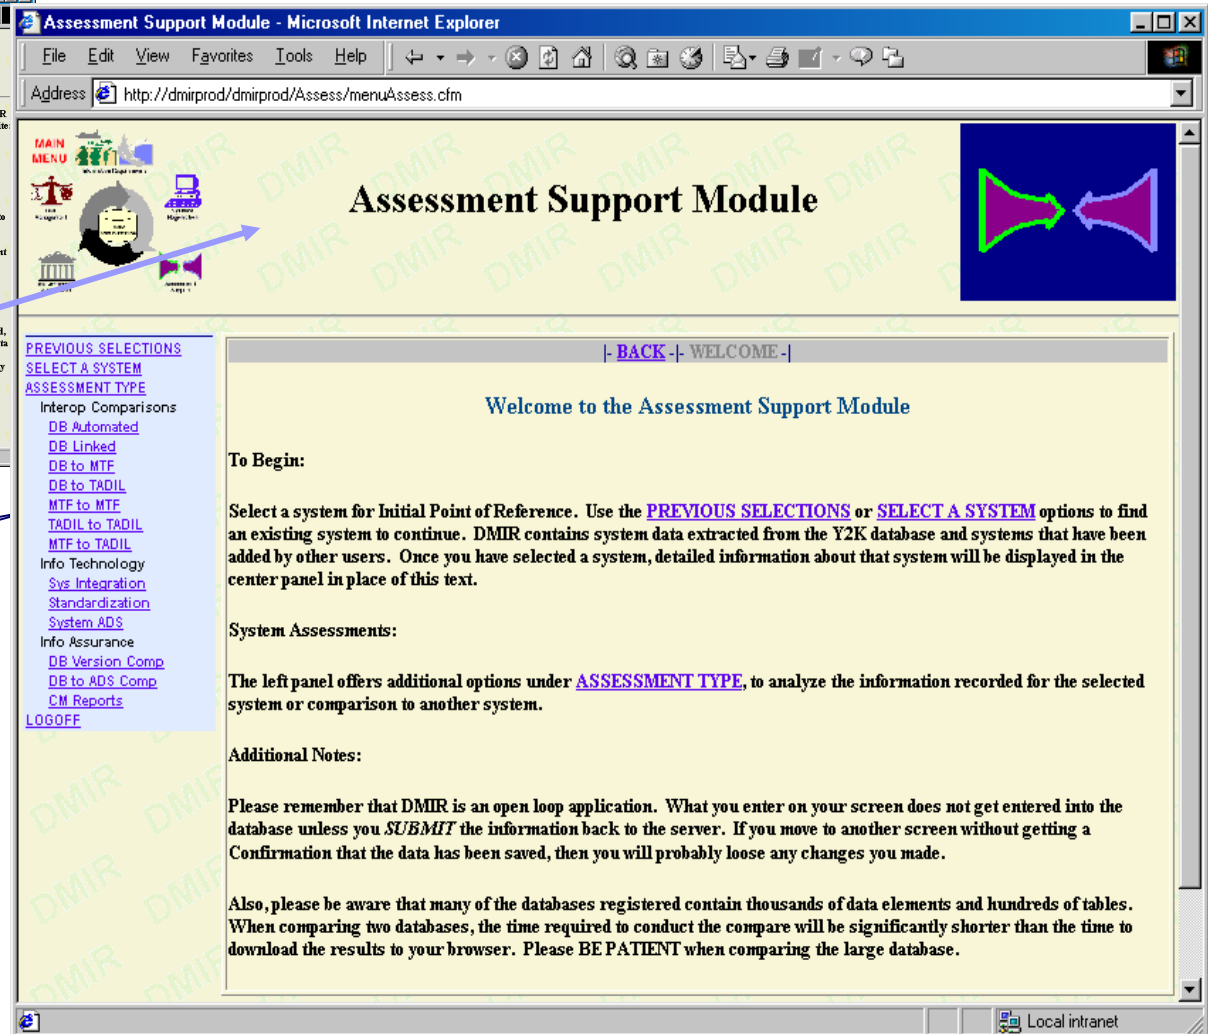 Assessment Support Module - Microsoft Internet Explorer
File Edit View Favorites Tools Help
Address http://dmirprod/dmirprod/Assess/menuAssess.cfm
MAIN
MENU
Assessment Support Module
PREVIOUS SELECTIONS
SELECT A SYSTEM
ASSESSMENT TYPE
Interop Comparisons
DB Automated
DB Linked
DB to MTF
DB to TADIL
MTF to MTF
TADIL to TADIL
MTF to TADIL
Info Technology
Sys Integration
Standardization
System ADS
Info Assurance
DB Version Comp
DB to ADS Comp
CM Reports
LOGOFF
|- BACK -|- WELCOME -|
Welcome to the Assessment Support Module
To Begin:
Select a system for Initial Point of Reference. Use the PREVIOUS SELECTIONS or SELECT A SYSTEM options to find
an existing system to continue. DMIR contains system data extracted from the Y2K database and systems that have been
added by other users. Once you have selected a system, detailed information about that system will be displayed in the
center panel in place of this text.
System Assessments:
The left panel offers additional options under ASSESSMENT TYPE, to analyze the information recorded for the selected
system or comparison to another system.
Additional Notes:
Please remember that DMIR is an open loop application. What you enter on your screen does not get entered into the
database unless you SUBMIT the information back to the server. If you move to another screen without getting a
Confirmation that the data has been saved, then you will probably loose any changes you made.
Also, please be aware that many of the databases registered contain thousands of data elements and hundreds of tables.
When comparing two databases, the time required to conduct the compare will be significantly shorter than the time to
download the results to your browser. Please BE PATIENT when comparing the large database.
Local intranet